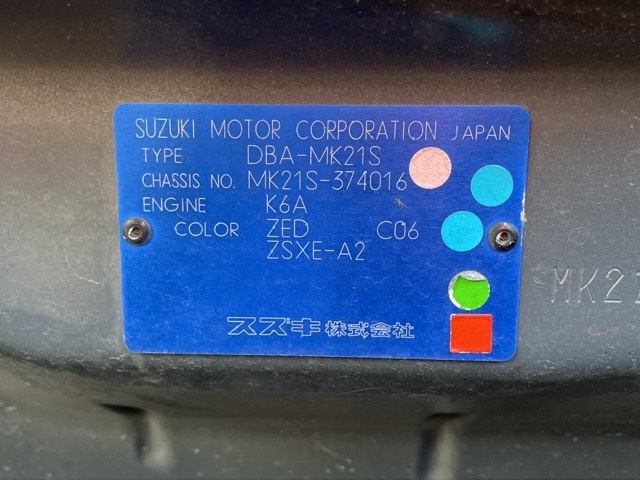 SUZUKI MOTOR CORPORATION JAPAN
TYPE DBA-MK21S
CHASSIS NO. MK21S-374016
ENGINE K6A
COLOR ZED C06
ZSXE-A2
スズキ株式会社
MK21